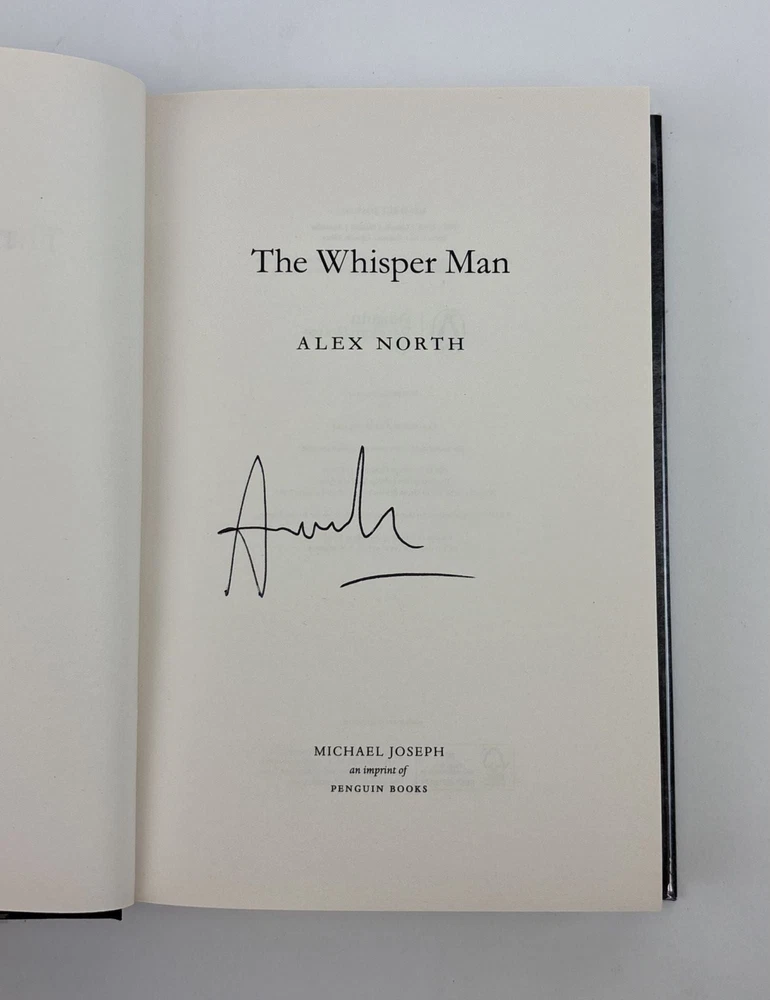 The Whisper Man
ALEX NORTH
MICHAEL JOSEPH
an imprint of
PENGUIN BOOKS